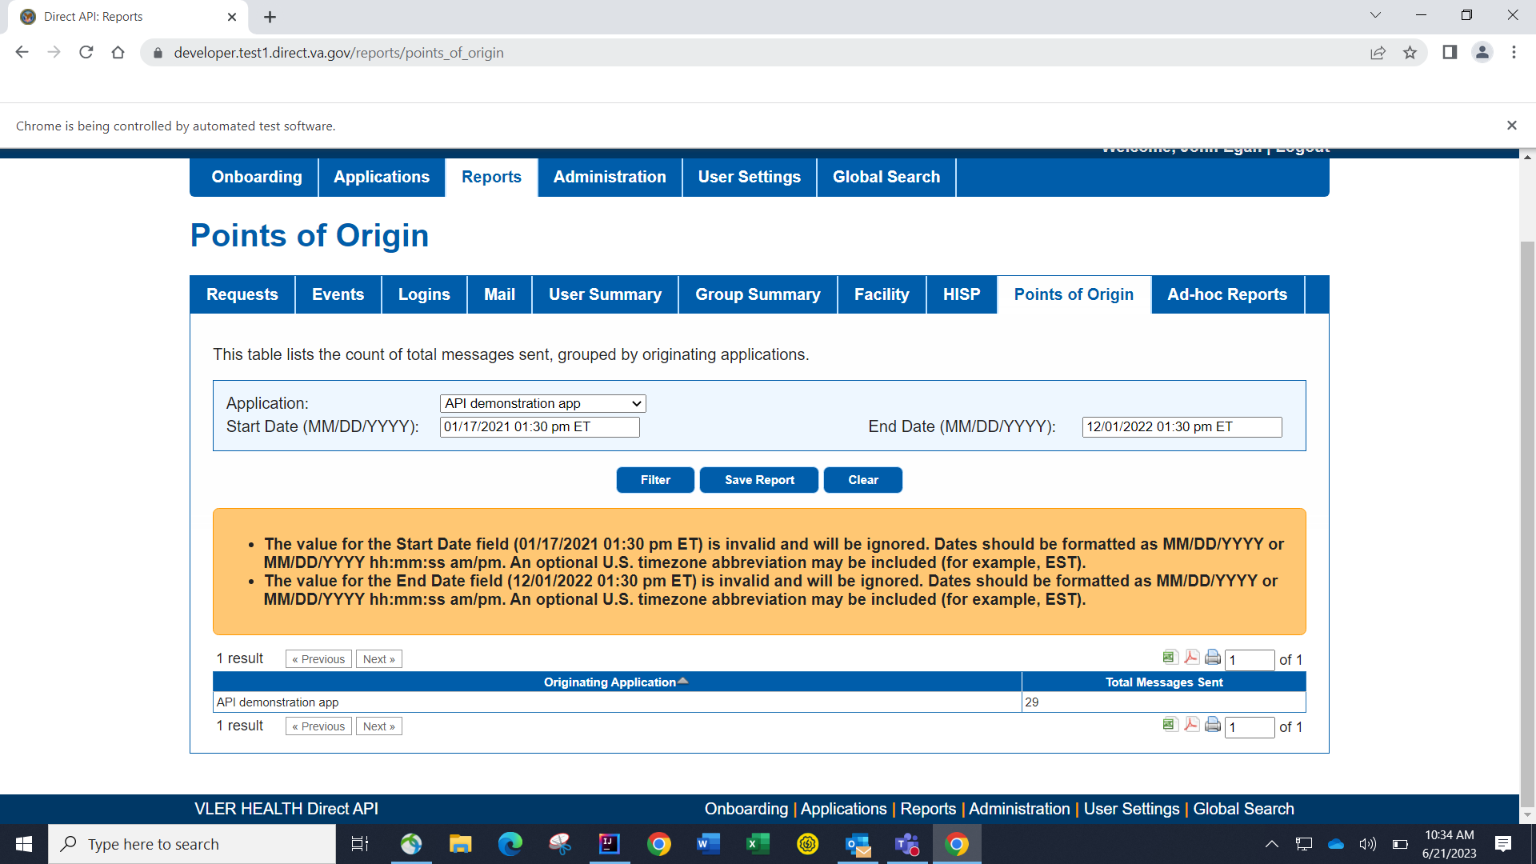 Direct API: Reports
developer.test1.direct.va.gov/reports/points_of_origin
Chrome is being controlled by automated test software.
Welcome, John Egan | Logout
Onboarding Applications Reports Administration User Settings Global Search
Points of Origin
Requests Events Logins Mail User Summary Group Summary Facility HISP Points of Origin Ad-hoc Reports
This table lists the count of total messages sent, grouped by originating applications.
Application: API demonstration app
Start Date (MM/DD/YYYY): 01/17/2021 01:30 pm ET End Date (MM/DD/YYYY): 12/01/2022 01:30 pm ET
Filter Save Report Clear
• The value for the Start Date field (01/17/2021 01:30 pm ET) is invalid and will be ignored. Dates should be formatted as MM/DD/YYYY or
MM/DD/YYYY hh:mm:ss am/pm. An optional U.S. timezone abbreviation may be included (for example, EST).
• The value for the End Date field (12/01/2022 01:30 pm ET) is invalid and will be ignored. Dates should be formatted as MM/DD/YYYY or
MM/DD/YYYY hh:mm:ss am/pm. An optional U.S. timezone abbreviation may be included (for example, EST).
1 result « Previous Next » 1 of 1
Originating Application Total Messages Sent
API demonstration app 29
1 result « Previous Next » 1 of 1
VLER HEALTH Direct API Onboarding | Applications | Reports | Administration | User Settings | Global Search
Type here to search
10:34 AM
6/21/2023